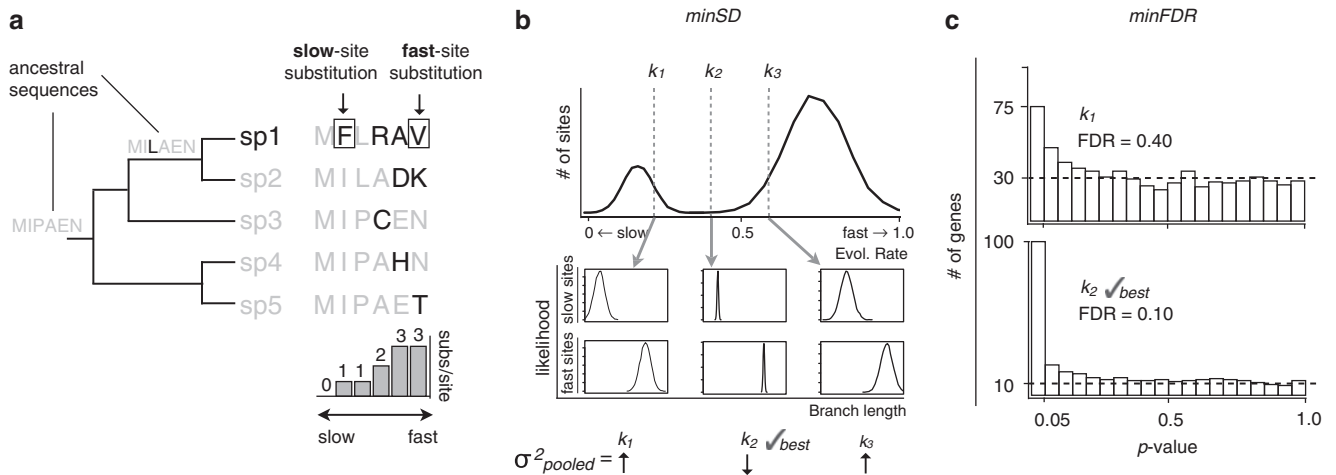 a
ancestral
sequences
slow-site
substitution
fast-site
substitution
MILAEN
MIPAEN
sp1 MFLRAV
sp2 MILADK
sp3 MIPCEN
sp4 MIPAHN
sp5 MIPAET
0 1 1 2 3 3
subs/site
slow fast
b
minSD
k1 k2 k3
# of sites
0 ← slow 0.5 fast → 1.0
Evol. Rate
likelihood
slow sites
fast sites
Branch length
σ²pooled = k1 ↑ k2 ↓ ✓best k3 ↑
c
minFDR
# of genes
75
30
k1
FDR = 0.40
100
10
k2 ✓best
FDR = 0.10
0.05 0.5 1.0
p-value